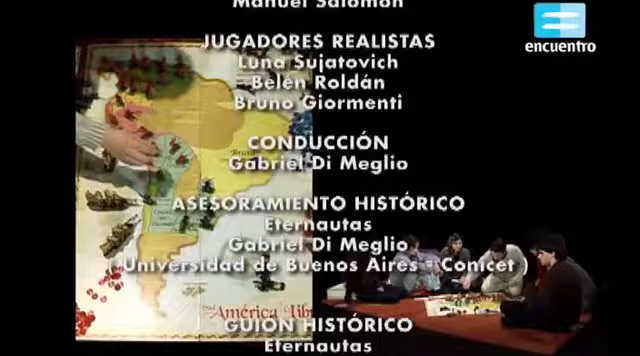 Manuel Salomón
encuentro
JUGADORES REALISTAS
Luna Sujatovich
Belén Roldán
Bruno Giormenti
CONDUCCIÓN
Gabriel Di Meglio
ASESORAMIENTO HISTÓRICO
Eternautas
Gabriel Di Meglio
(Universidad de Buenos Aires - Conicet )
América Libr
GUIÓN HISTÓRICO
Eternautas